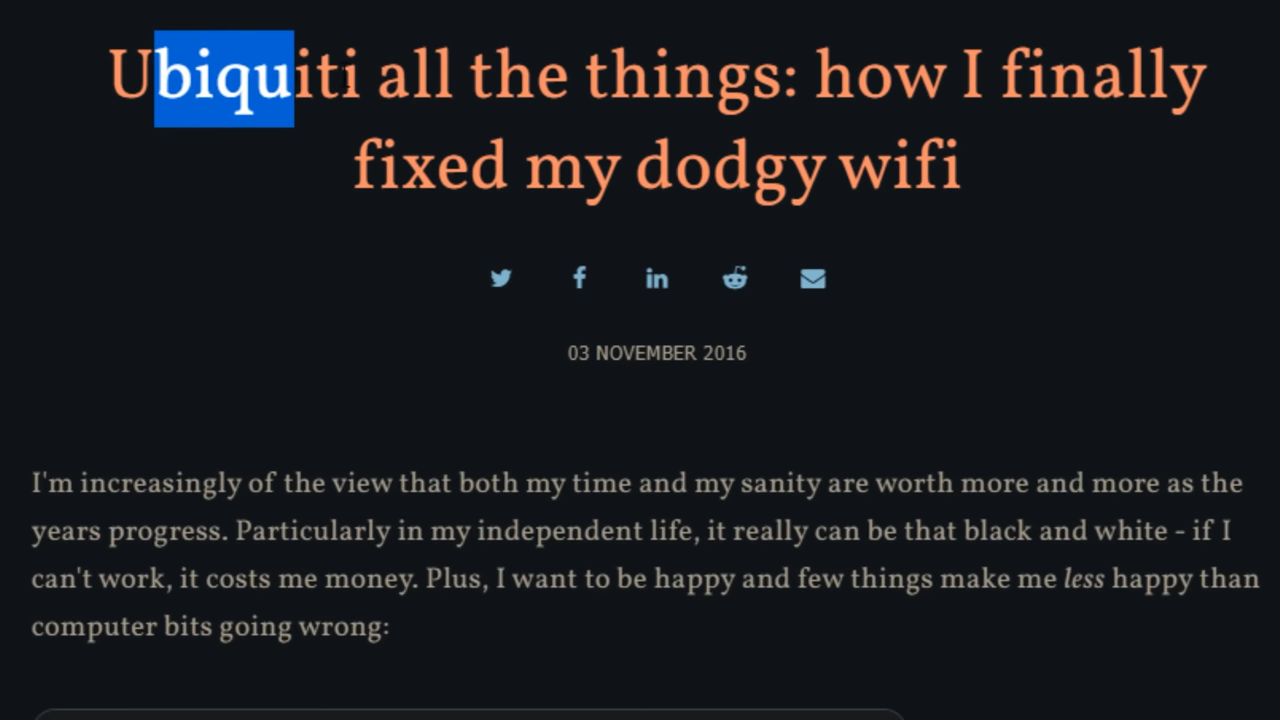 Ubiquiti all the things: how I finally
fixed my dodgy wifi
03 NOVEMBER 2016
I'm increasingly of the view that both my time and my sanity are worth more and more as the
years progress. Particularly in my independent life, it really can be that black and white - if I
can't work, it costs me money. Plus, I want to be happy and few things make me less happy than
computer bits going wrong: